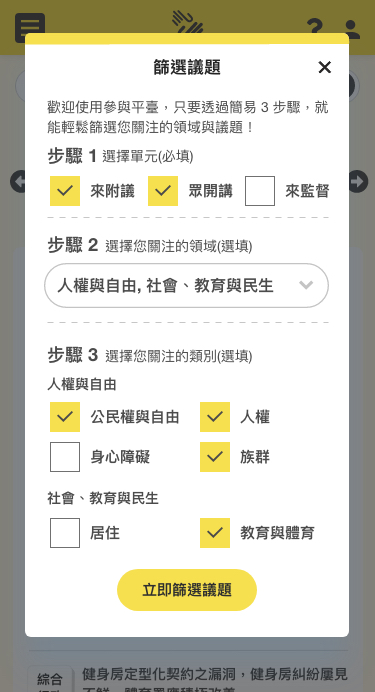 ?
篩選議題
歡迎使用參與平臺，只要透過簡易 3 步驟，就
能輕鬆篩選您關注的領域與議題！
步驟 1 選擇單元(必填)
來附議 眾開講 來監督
步驟 2 選擇您關注的領域(選填)
人權與自由, 社會、教育與民生
步驟 3 選擇您關注的類別(選填)
人權與自由
公民權與自由 人權
身心障礙 族群
社會、教育與民生
居住 教育與體育
立即篩選議題
綜合 健身房定型化契約之漏洞，健身房糾紛屢見